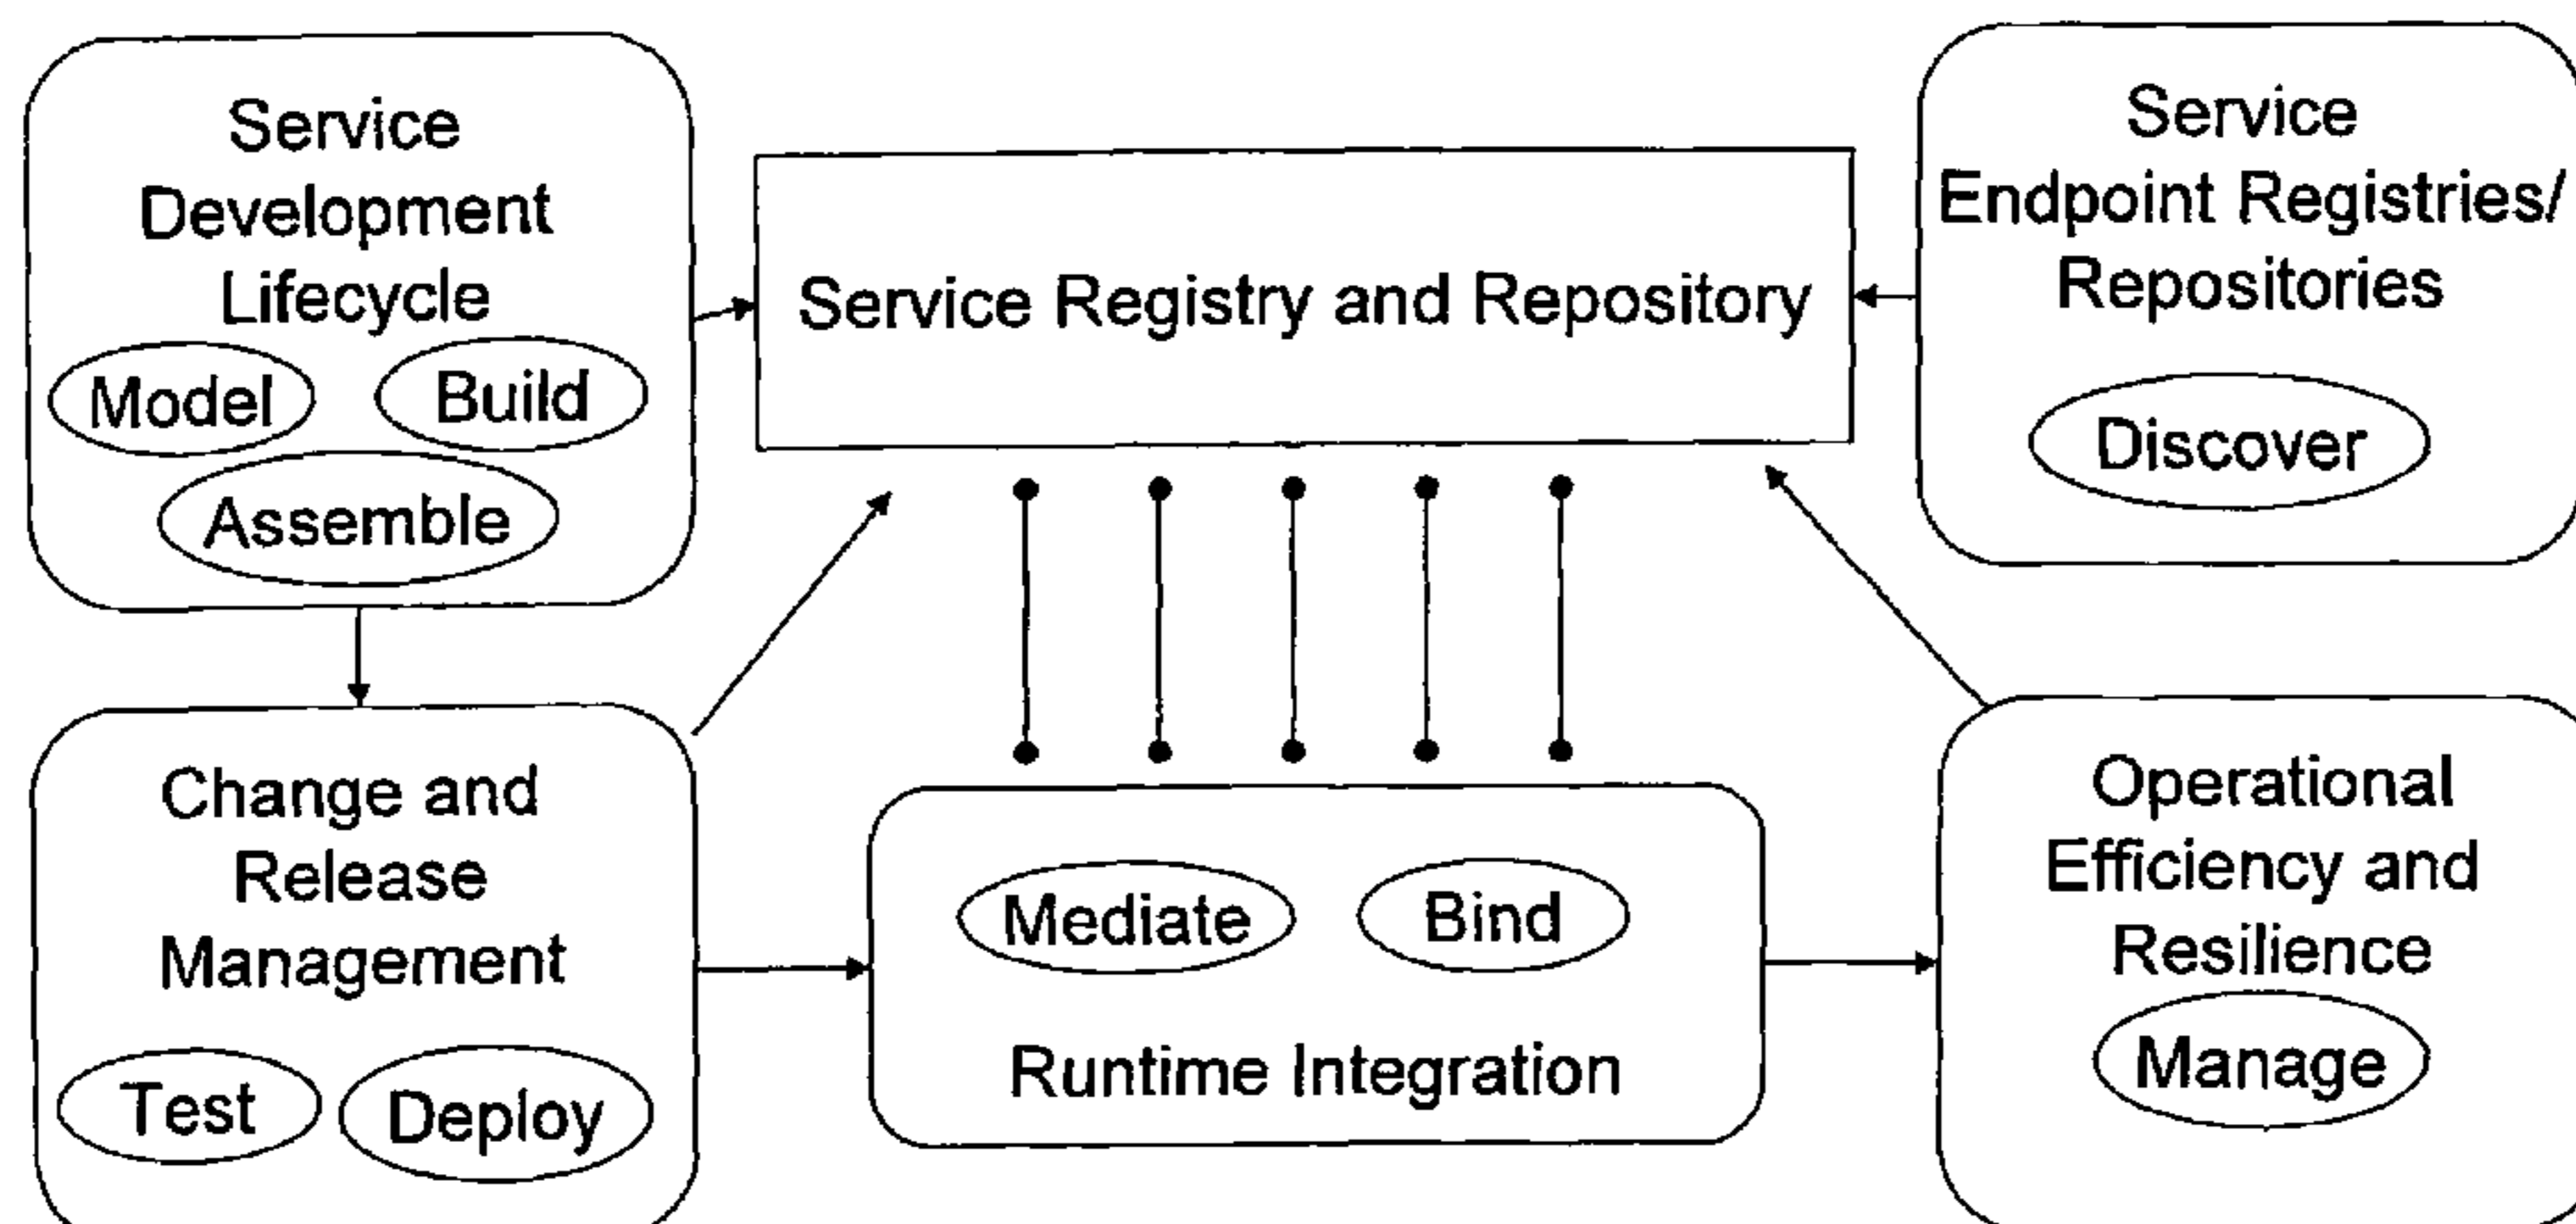 Service
Development
Lifecycle
Model
Build
Assemble
Service Registry and Repository
Service
Endpoint Registries/
Repositories
Discover
Change and
Release
Management
Test
Deploy
Mediate
Bind
Runtime Integration
Operational
Efficiency and
Resilience
Manage